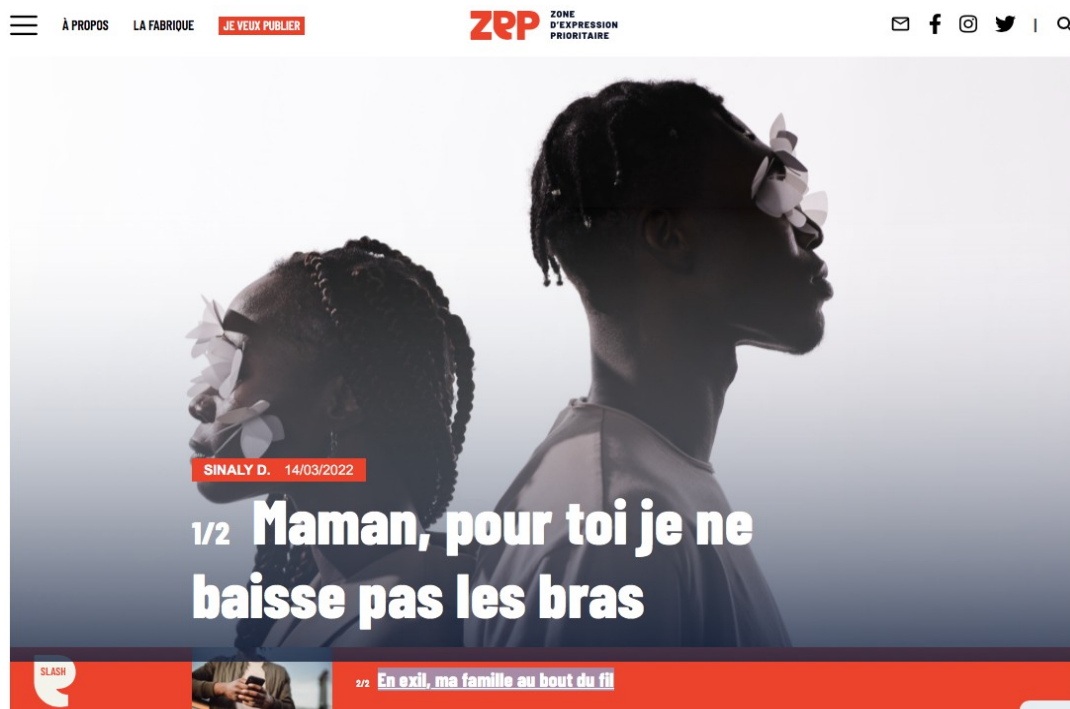 À PROPOS
LA FABRIQUE
JE VEUX PUBLIER
ZEP
ZONE
D'EXPRESSION
PRIORITAIRE
|
SINALY D. 14/03/2022
1/2 Maman, pour toi je ne
baisse pas les bras
SLASH
2/2 En exil, ma famille au bout du fil